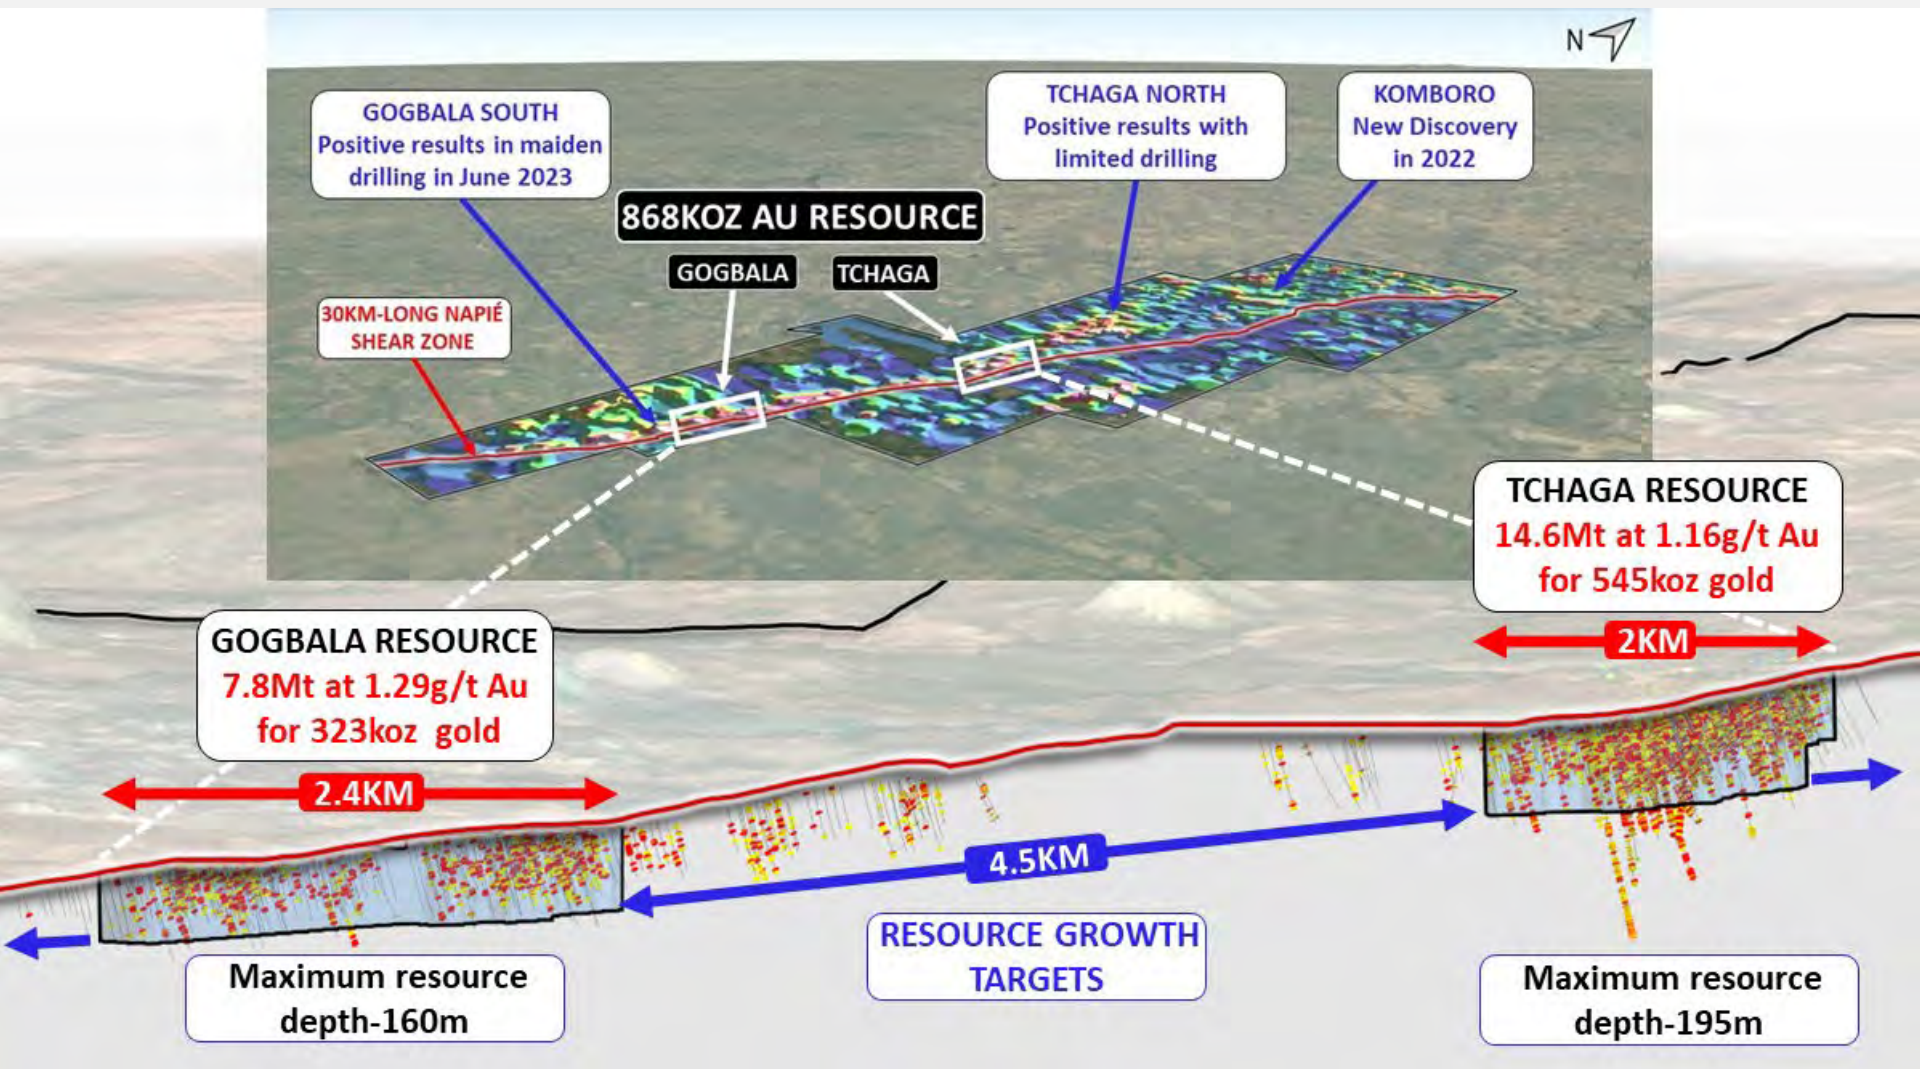 N
GOGBALA SOUTH
Positive results in maiden
drilling in June 2023
TCHAGA NORTH
Positive results with
limited drilling
KOMBORO
New Discovery
in 2022
868KOZ AU RESOURCE
GOGBALA
TCHAGA
30KM-LONG NAPIÉ
SHEAR ZONE
TCHAGA RESOURCE
14.6Mt at 1.16g/t Au
for 545koz gold
2KM
GOGBALA RESOURCE
7.8Mt at 1.29g/t Au
for 323koz gold
2.4KM
4.5KM
RESOURCE GROWTH
TARGETS
Maximum resource
depth-160m
Maximum resource
depth-195m